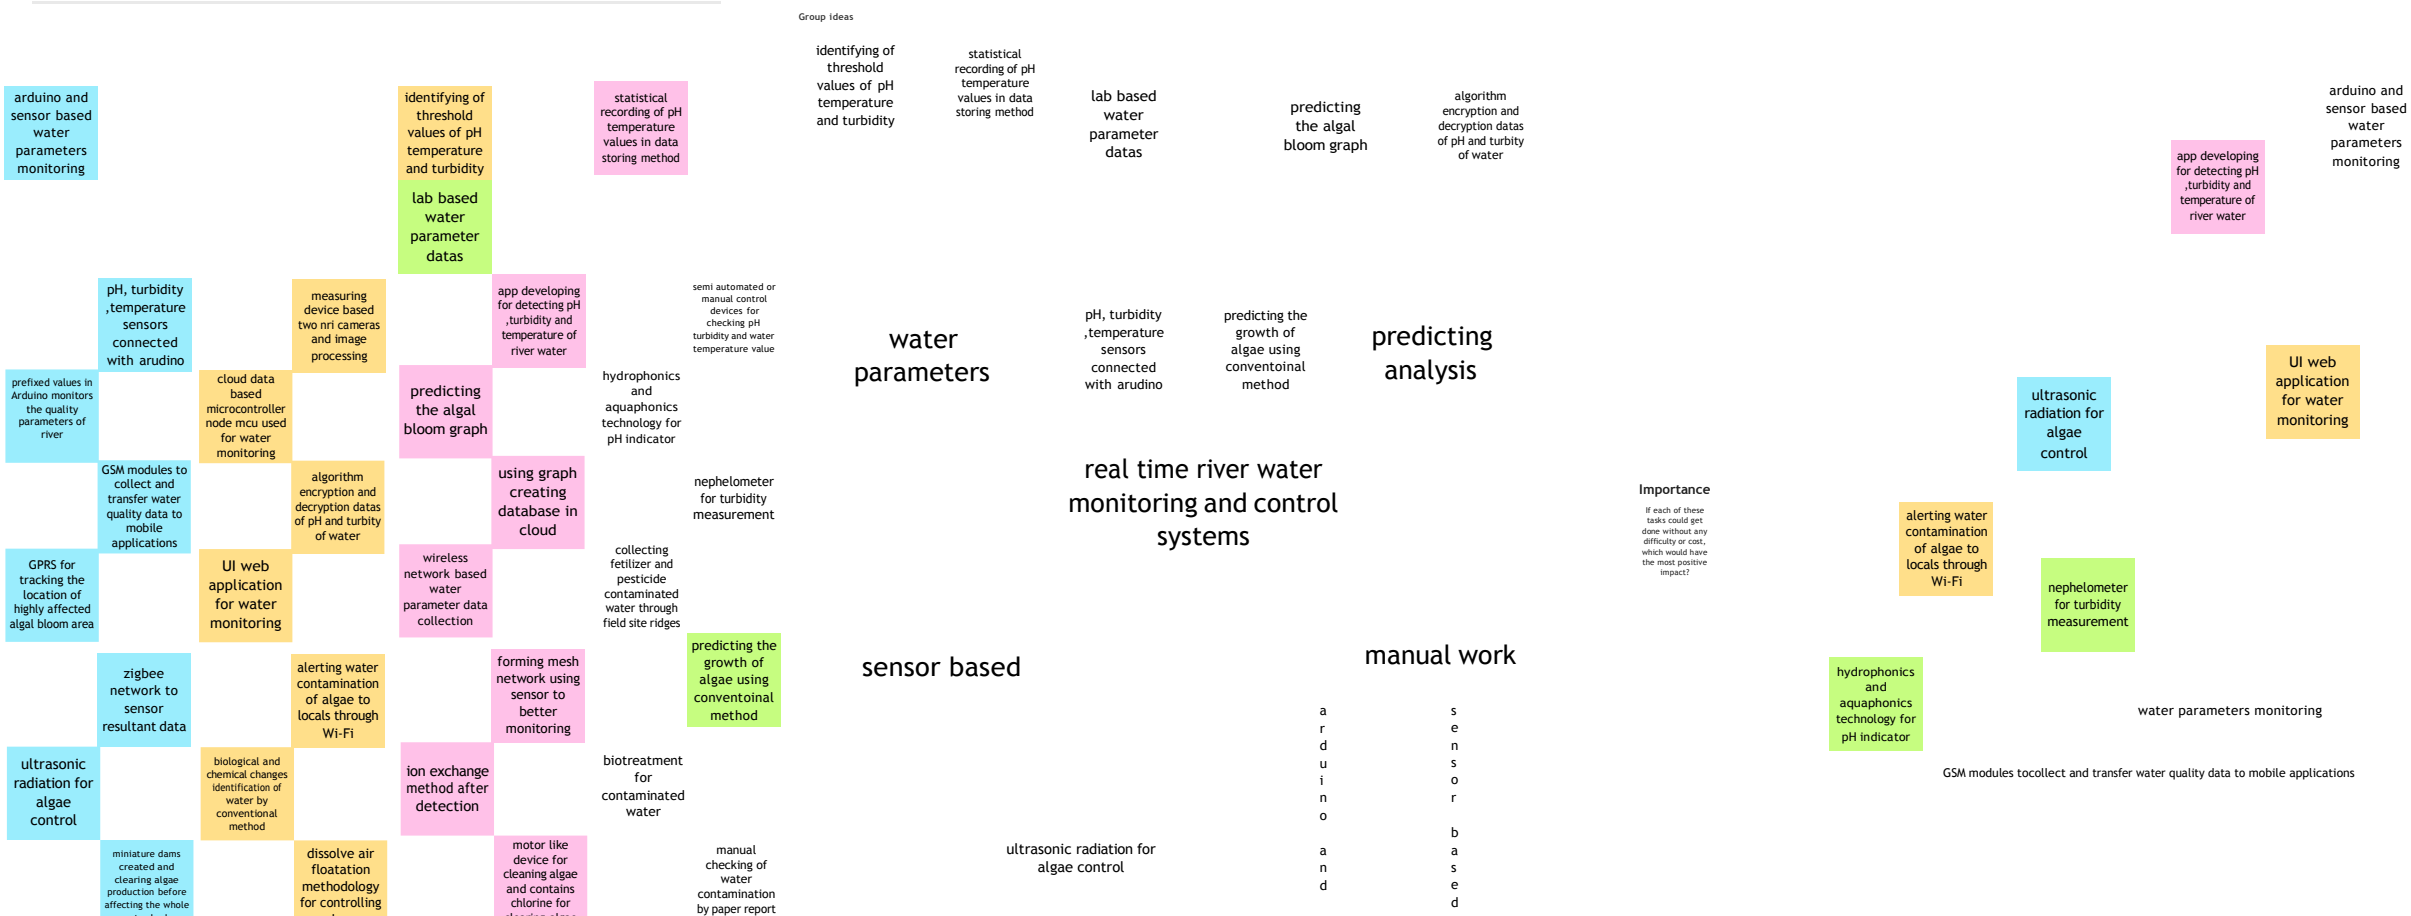 Group ideas
arduino and
sensor based
water
parameters
monitoring
identifying of
threshold
values of pH
temperature
and turbidity
statistical
recording of pH
temperature
values in data
storing method
lab based
water
parameter
datas
pH, turbidity
,temperature
sensors
connected
with arudino
measuring
device based
two nri cameras
and image
processing
app developing
for detecting pH
,turbidity and
temperature of
river water
semi automated or
manual control
devices for
checking pH
turbidity and water
temperature value
prefixed values in
Arduino monitors
the quality
parameters of
river
cloud data
based
microcontroller
node mcu used
for water
monitoring
predicting
the algal
bloom graph
hydrophonics
and
aquaphonics
technology for
pH indicator
GSM modules to
collect and
transfer water
quality data to
mobile
applications
algorithm
encryption and
decryption datas
of pH and turbity
of water
using graph
creating
database in
cloud
nephelometer
for turbidity
measurement
GPRS for
tracking the
location of
highly affected
algal bloom area
UI web
application
for water
monitoring
wireless
network based
water
parameter data
collection
collecting
fetilizer and
pesticide
contaminated
water through
field site ridges
zigbee
network to
sensor
resultant data
alerting water
contamination
of algae to
locals through
Wi-Fi
forming mesh
network using
sensor to
better
monitoring
predicting the
growth of
algae using
conventoinal
method
ultrasonic
radiation for
algae
control
biological and
chemical changes
identification of
water by
conventional
method
ion exchange
method after
detection
biotreatment
for
contaminated
water
miniature dams
created and
clearing algae
production before
affecting the whole
dissolve air
floatation
methodology
for controlling
motor like
device for
cleaning algae
and contains
chlorine for
manual
checking of
water
contamination
by paper report
identifying of
threshold
values of pH
temperature
and turbidity
statistical
recording of pH
temperature
values in data
storing method
lab based
water
parameter
datas
predicting
the algal
bloom graph
algorithm
encryption and
decryption datas
of pH and turbity
of water
water
parameters
pH, turbidity
,temperature
sensors
connected
with arudino
predicting the
growth of
algae using
conventoinal
method
predicting
analysis
real time river water
monitoring and control
systems
sensor based
manual work
ultrasonic radiation for
algae control
arduino and
sensor based
Importance
If each of these
tasks could get
done without any
difficulty or cost,
which would have
the most positive
impact?
arduino and
sensor based
water
parameters
monitoring
app developing
for detecting pH
,turbidity and
temperature of
river water
UI web
application
for water
monitoring
ultrasonic
radiation for
algae
control
alerting water
contamination
of algae to
locals through
Wi-Fi
nephelometer
for turbidity
measurement
hydrophonics
and
aquaphonics
technology for
pH indicator
water parameters monitoring
GSM modules tocollect and transfer water quality data to mobile applications